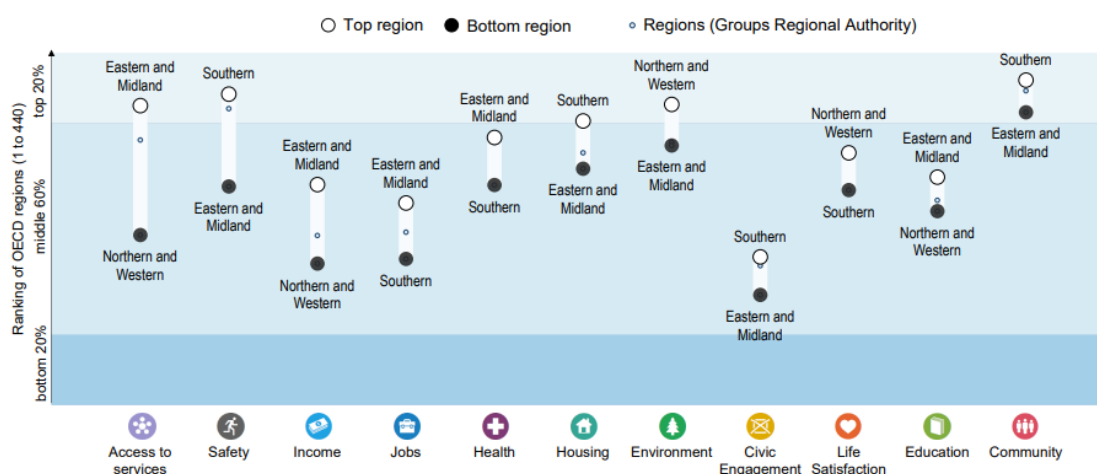 Top region
Bottom region
Regions (Groups Regional Authority)
Ranking of OECD regions (1 to 440)
top 20%
middle 60%
bottom 20%
Eastern and
Midland
Northern and
Western
Southern
Eastern and
Midland
Eastern and
Midland
Northern and
Western
Eastern and
Midland
Southern
Eastern and
Midland
Southern
Southern
Eastern and
Midland
Northern and
Western
Eastern and
Midland
Southern
Eastern and
Midland
Northern and
Western
Southern
Eastern and
Midland
Northern and
Western
Southern
Eastern and
Midland
Access to
services
Safety
Income
Jobs
Health
Housing
Environment
Civic
Engagement
Life
Satisfaction
Education
Community